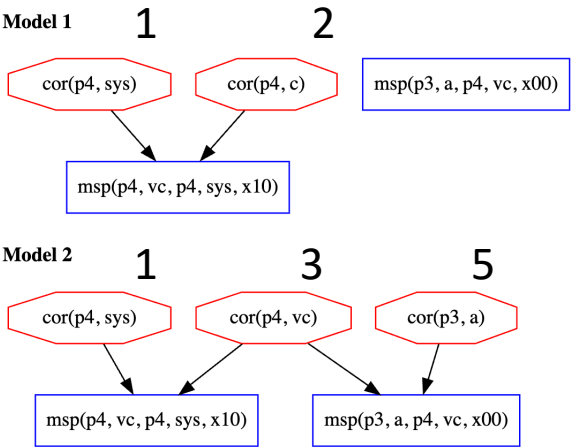 Model 1
1
2
cor(p4, sys)
cor(p4, c)
msp(p3, a, p4, vc, x00)
msp(p4, vc, p4, sys, x10)
Model 2
1
3
5
cor(p4, sys)
cor(p4, vc)
cor(p3, a)
msp(p4, vc, p4, sys, x10)
msp(p3, a, p4, vc, x00)